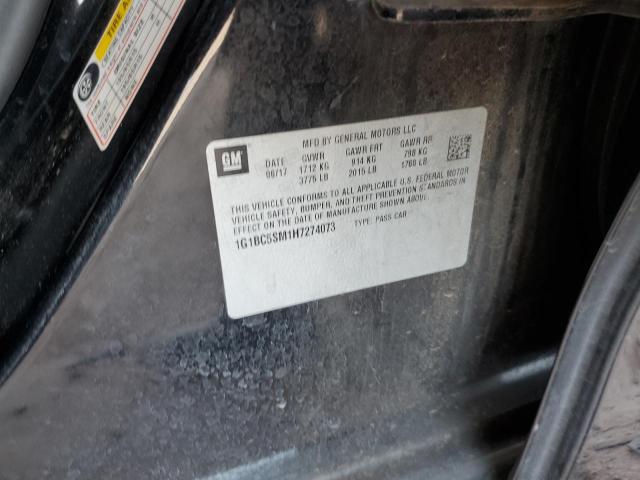 TIRE A
GM
MFD BY GENERAL MOTORS LLC
DATE GVWR GAWR FRT GAWR RR
06/17 1712 KG 914 KG 798 KG
3775 LB 2015 LB 1760 LB
THIS VEHICLE CONFORMS TO ALL APPLICABLE U.S. FEDERAL MOTOR
VEHICLE SAFETY, BUMPER, AND THEFT PREVENTION STANDARDS IN
EFFECT ON THE DATE OF MANUFACTURE SHOWN ABOVE.
1G1BC5SM1H7274073 TYPE: PASS CAR